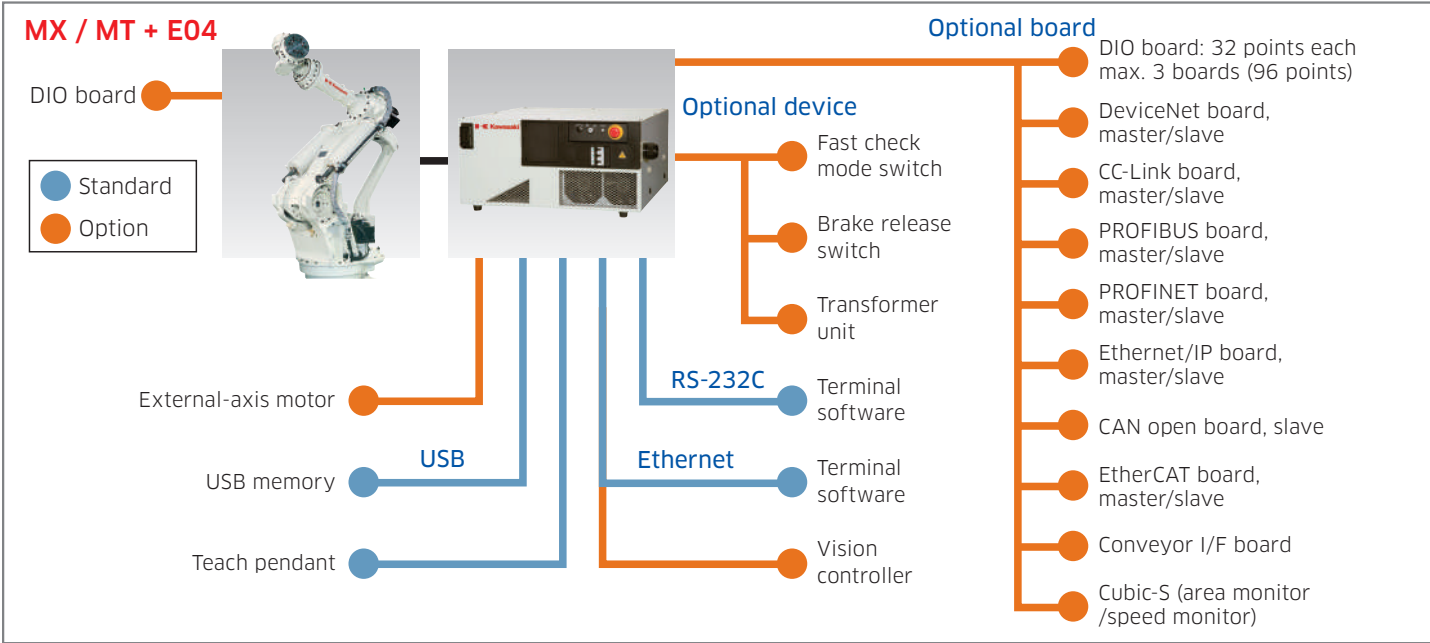 MX / MT + E04
DIO board
Standard
Option
Kawasaki
Optional device
Fast check
mode switch
Brake release
switch
Transformer
unit
Optional board
DIO board: 32 points each
max. 3 boards (96 points)
DeviceNet board,
master/slave
CC-Link board,
master/slave
PROFIBUS board,
master/slave
PROFINET board,
master/slave
Ethernet/IP board,
master/slave
CAN open board, slave
EtherCAT board,
master/slave
Conveyor I/F board
Cubic-S (area monitor
/speed monitor)
External-axis motor
USB
USB memory
Teach pendant
RS-232C
Terminal
software
Ethernet
Terminal
software
Vision
controller